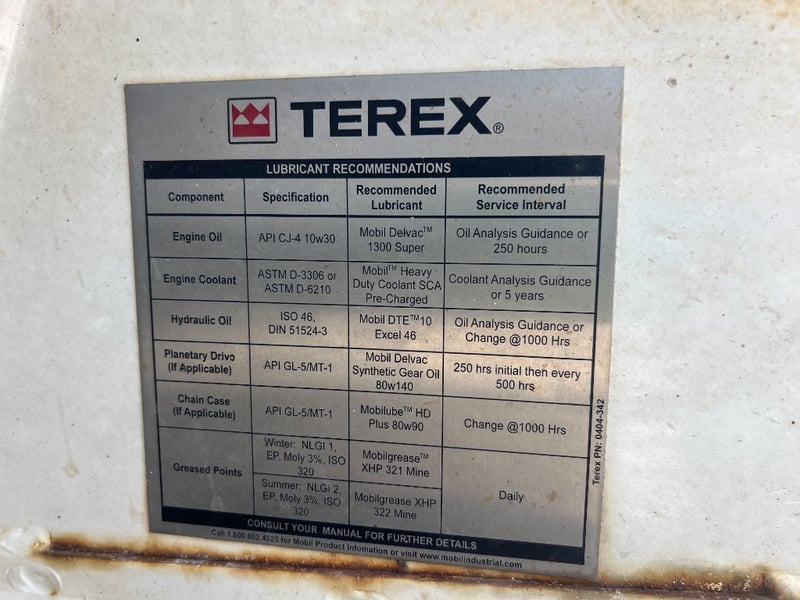 TEREX®
LUBRICANT RECOMMENDATIONS
Component
Specification
Recommended
Lubricant
Recommended
Service Interval
Engine Oil
API CJ-4 10w30
Mobil Delvac™
1300 Super
Oil Analysis Guidance or
250 hours
Engine Coolant
ASTM D-3306 or
ASTM D-6210
Mobil™ Heavy
Duty Coolant SCA
Pre-Charged
Coolant Analysis Guidance
or 5 years
Hydraulic Oil
ISO 46,
DIN 51524-3
Mobil DTE™10
Excel 46
Oil Analysis Guidance or
Change @1000 Hrs
Planetary Drive
(If Applicable)
API GL-5/MT-1
Mobil Delvac
Synthetic Gear Oil
80w140
250 hrs initial then every
500 hrs
Chain Case
(If Applicable)
API GL-5/MT-1
Mobilube™ HD
Plus 80w90
Change @1000 Hrs
Greased Points
Winter: NLGI 1,
EP, Moly 3%, ISO
320
Mobilgrease™
XHP 321 Mine
Summer: NLGI 2,
EP, Moly 3%, ISO
320
Mobilgrease XHP
322 Mine
Daily
CONSULT YOUR MANUAL FOR FURTHER DETAILS
Call 1.800.662.4525 for Mobil Product Infomation or visit www.mobilindustrial.com
Terex PN: 0404-342